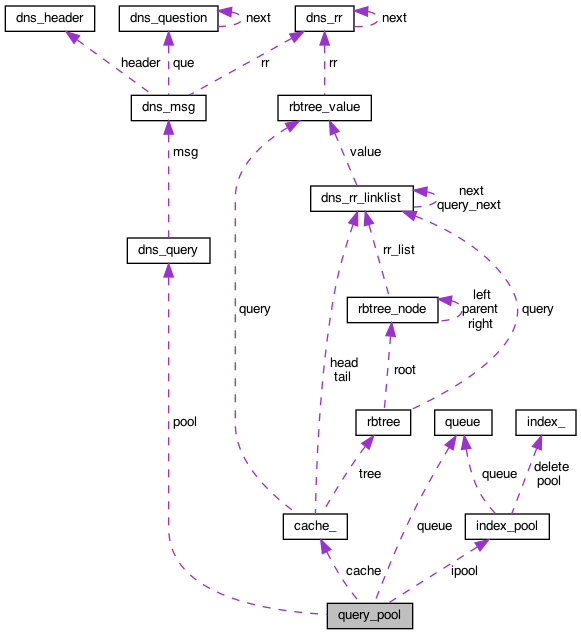 dns_header
dns_question
next
dns_rr
next
header
que
rr
rr
dns_msg
rbtree_value
msg
value
dns_rr_linklist
next
query_next
dns_query
rr_list
rbtree_node
left
parent
right
query
query
head
tail
root
pool
rbtree
queue
index_
tree
queue
delete
pool
cache_
queue
index_pool
cache
ipool
query_pool